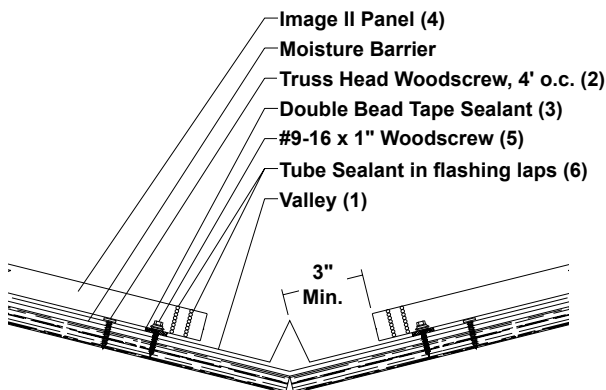 Image II Panel (4)
Moisture Barrier
Truss Head Woodscrew, 4' o.c. (2)
Double Bead Tape Sealant (3)
#9-16 x 1" Woodscrew (5)
Tube Sealant in flashing laps (6)
Valley (1)
3"
Min.